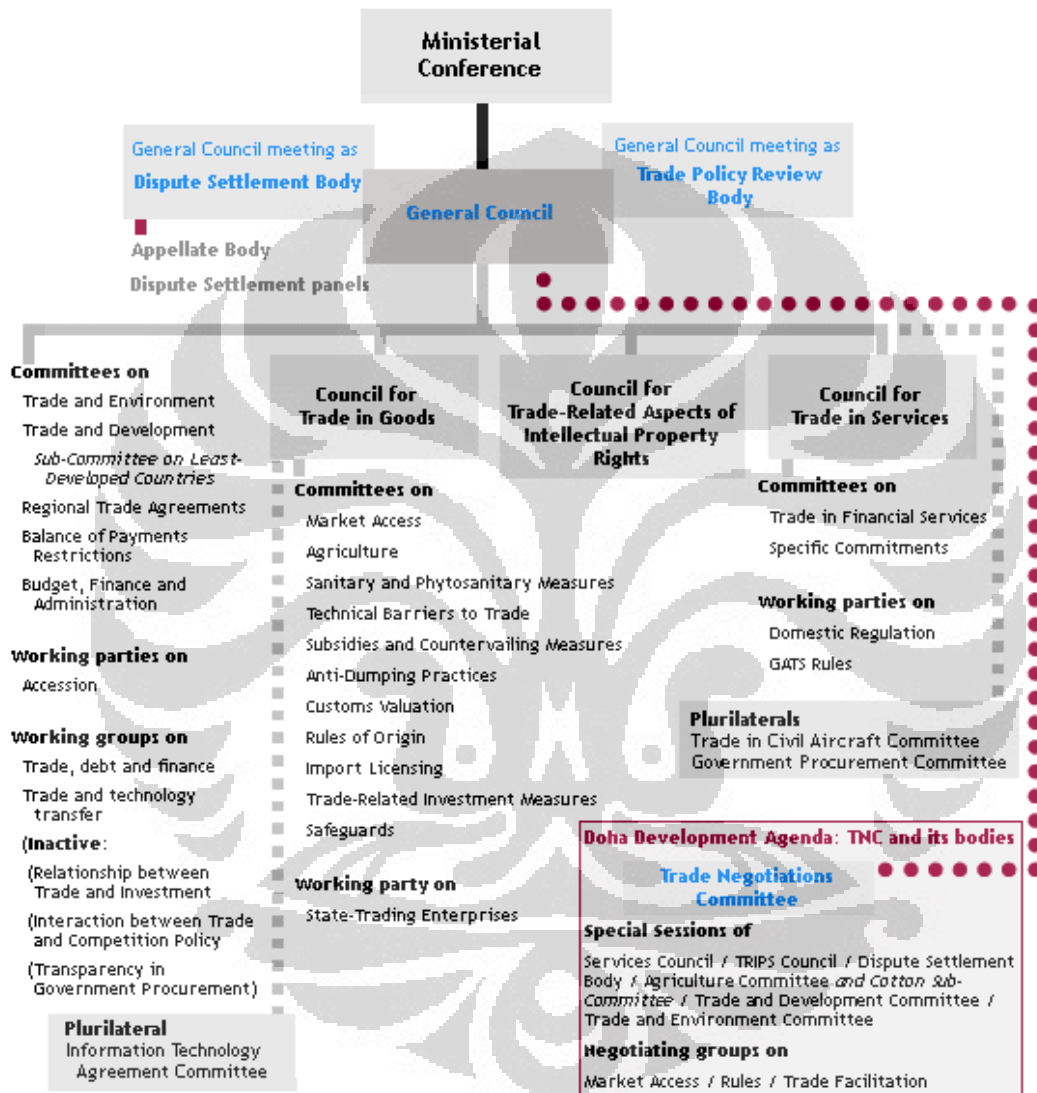 Ministerial
Conference
General Council meeting as
Dispute Settlement Body
General Council meeting as
Trade Policy Review
Body
General Council
Appellate Body
Dispute Settlement panels
Committees on
Trade and Environment
Trade and Development
Sub-Committee on Least-
Developed Countries
Regional Trade Agreements
Balance of Payments
Restrictions
Budget, Finance and
Administration
Working parties on
Accession
Working groups on
Trade, debt and finance
Trade and technology
transfer
(Inactive:
(Relationship between
Trade and Investment
(Interaction between Trade
and Competition Policy
(Transparency in
Government Procurement)
Plurilateral
Information Technology
Agreement Committee
Council for
Trade in Goods
Committees on
Market Access
Agriculture
Sanitary and Phytosanitary Measures
Technical Barriers to Trade
Subsidies and Countervailing Measures
Anti-Dumping Practices
Customs Valuation
Rules of Origin
Import Licensing
Trade-Related Investment Measures
Safeguards
Working party on
State-Trading Enterprises
Council for
Trade-Related Aspects of
Intellectual Property
Rights
Council for
Trade in Services
Committees on
Trade in Financial Services
Specific Commitments
Working parties on
Domestic Regulation
GATS Rules
Plurilaterals
Trade in Civil Aircraft Committee
Government Procurement Committee
Doha Development Agenda: TNC and its bodies
Trade Negotiations
Committee
Special Sessions of
Services Council / TRIPS Council / Dispute Settlement
Body / Agriculture Committee and Cotton Sub-
Committee / Trade and Development Committee /
Trade and Environment Committee
Negotiating groups on
Market Access / Rules / Trade Facilitation